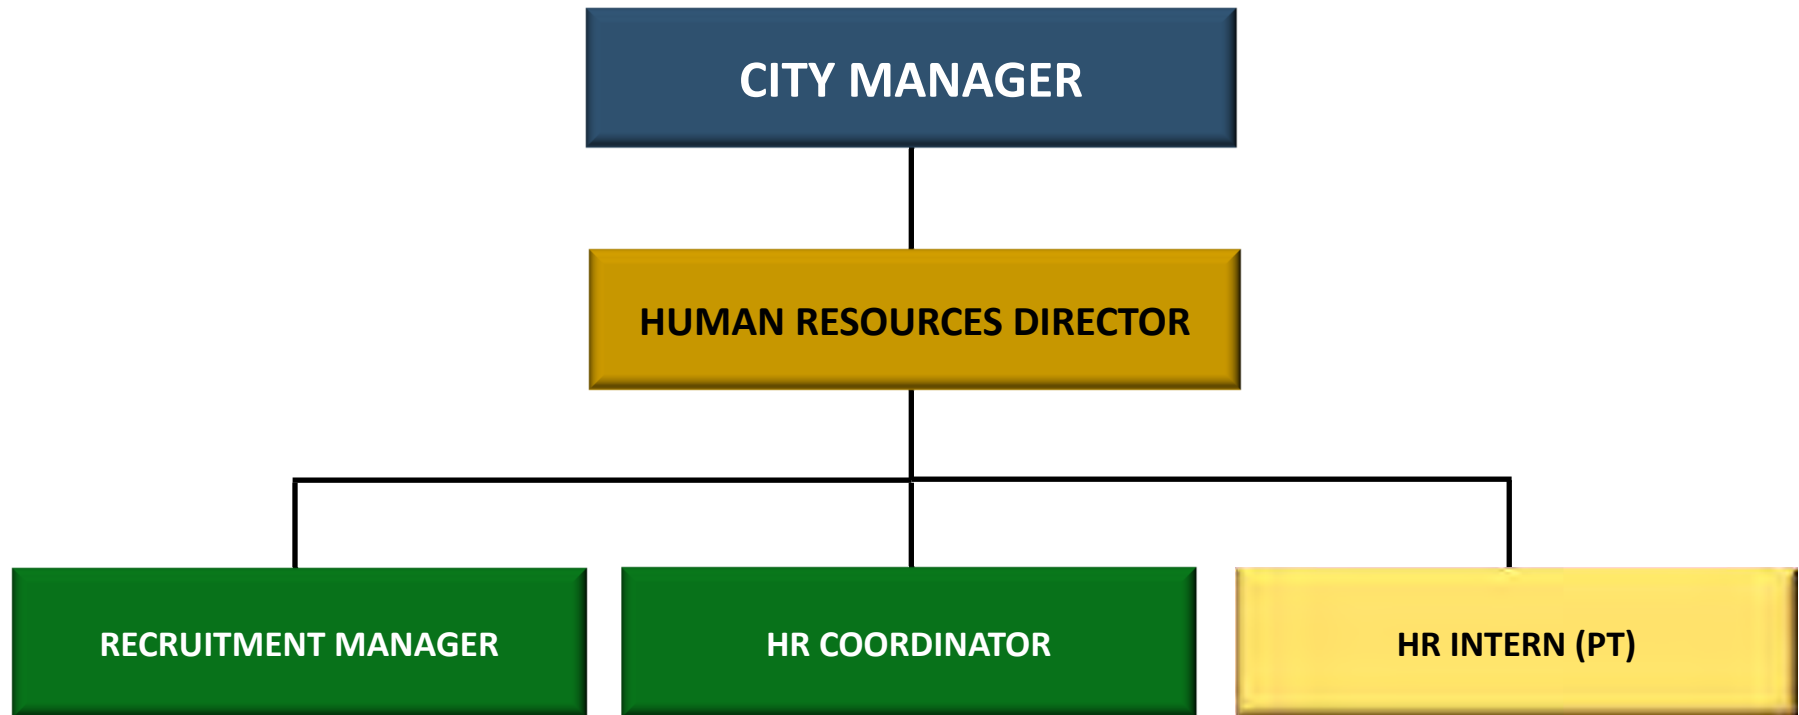 CITY MANAGER
HUMAN RESOURCES DIRECTOR
RECRUITMENT MANAGER
HR COORDINATOR
HR INTERN (PT)